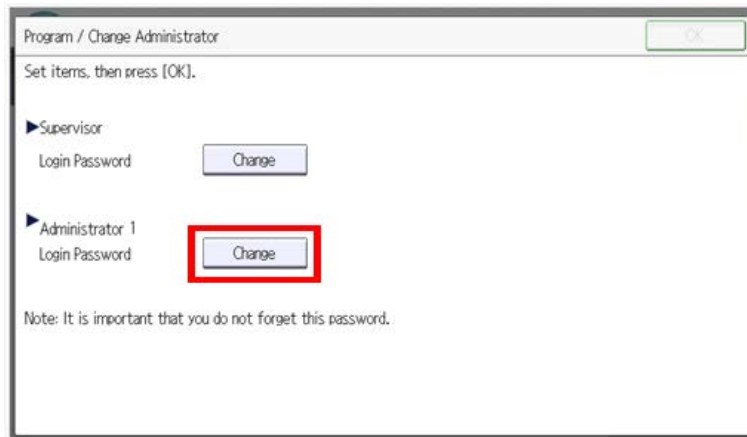 Program / Change Administrator
OK
Set items, then press [OK].
Supervisor
Login Password Change
Administrator 1
Login Password Change
Note: It is important that you do not forget this password.